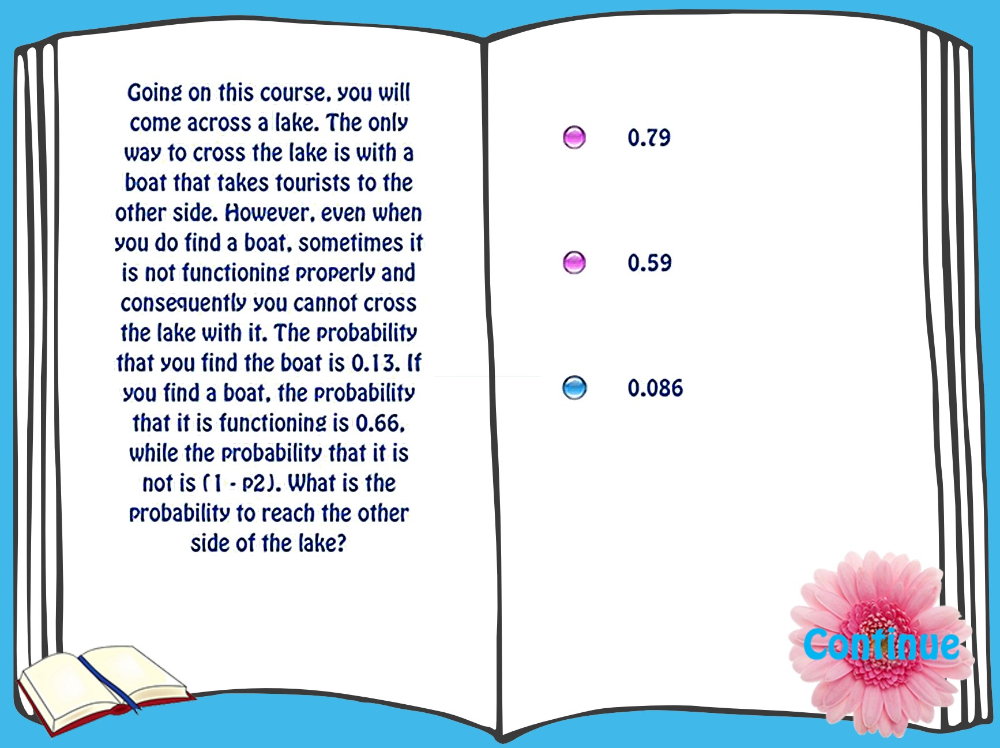 Going on this course, you will
come across a lake. The only
way to cross the lake is with a
boat that takes tourists to the
other side. However, even when
you do find a boat, sometimes it
is not functioning properly and
consequently you cannot cross
the lake with it. The probability
that you find the boat is 0.13. If
you find a boat, the probability
that it is functioning is 0.66,
while the probability that it is
not is (1 - p2). What is the
probability to reach the other
side of the lake?
0.79
0.59
0.086
Continue